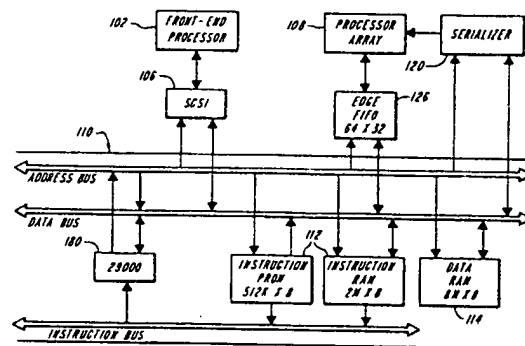 102
FRONT-END
PROCESSOR
108
PROCESSOR
ARRAY
SERIALIZER
120
106
SCSI
EDGE
FIFO
64 X 32
126
110
ADDRESS BUS
DATA BUS
180
29000
112
INSTRUCTION
PROM
512K X 8
INSTRUCTION
RAM
2M X 8
DATA
RAM
8M X 8
114
INSTRUCTION BUS